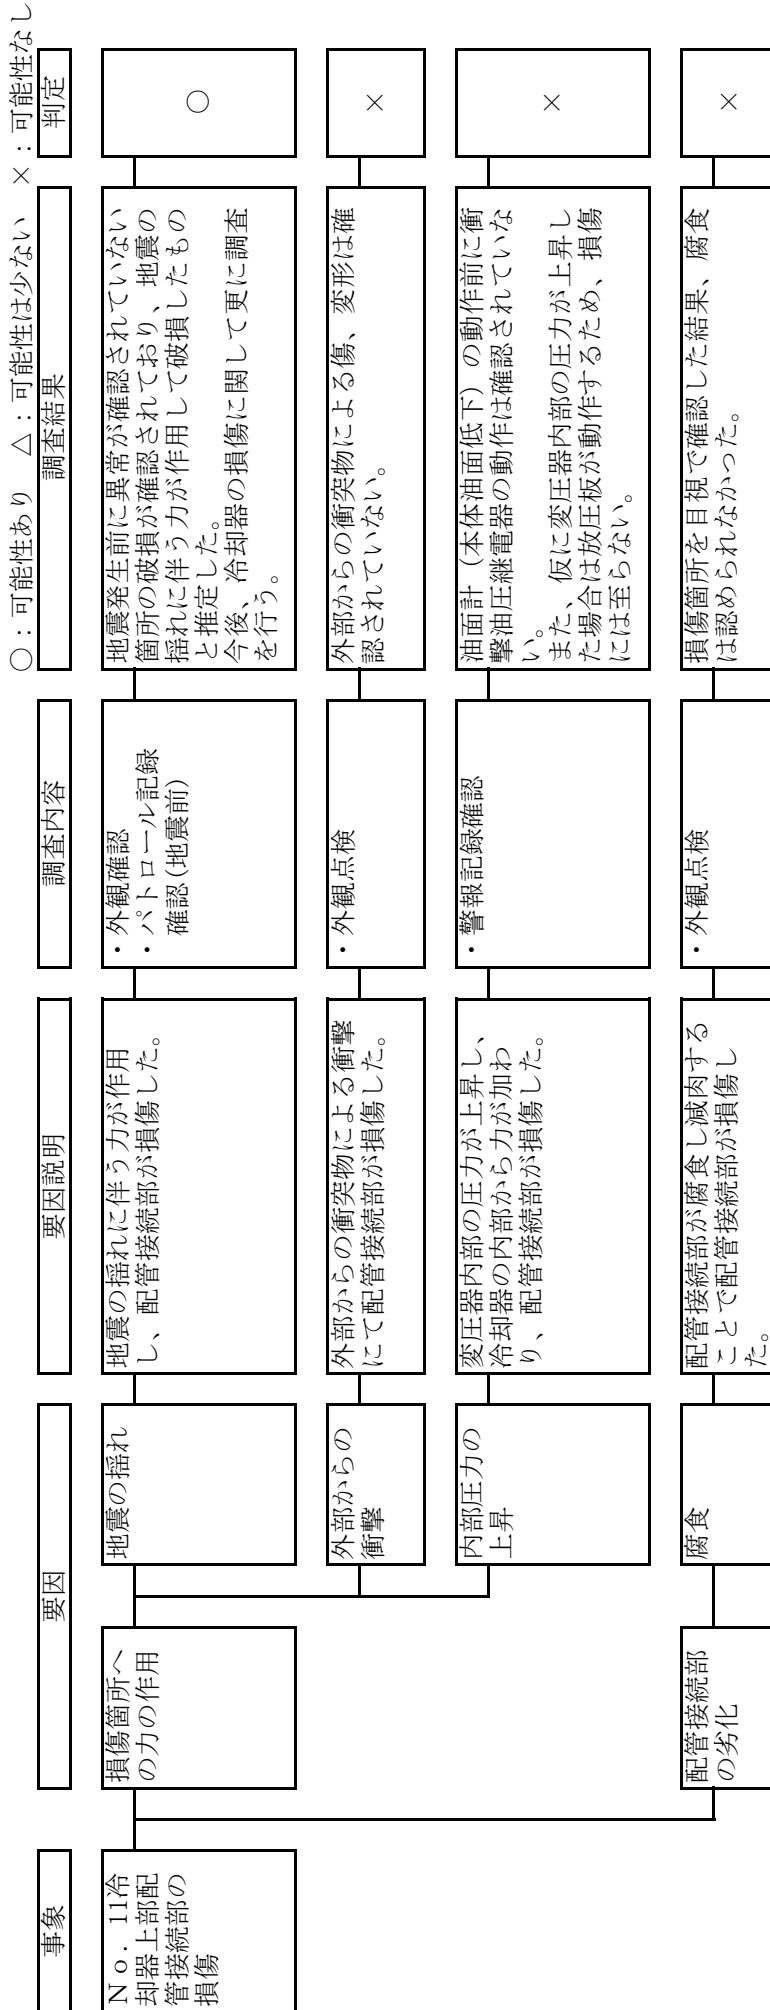 ○：可能性あり　△：可能性は少ない　×：可能性なし
事象
要因
要因説明
調査内容
調査結果
判定
Ｎｏ．11冷
却器上部配
管接続部の
損傷
損傷箇所へ
の力の作用
地震の揺れ
地震の揺れに伴う力が作用
し、配管接続部が損傷した。
・外観確認
・パトロール記録
確認(地震前)
地震発生前に異常が確認されていない
箇所の破損が確認されており、地震の
揺れに伴う力が作用して破損したもの
と推定した。
今後、冷却器の損傷に関して更に調査
を行う。
○
外部からの
衝撃
外部からの衝突物による衝撃
にて配管接続部が損傷した。
・外観点検
外部からの衝突物による傷、変形は確
認されていない。
×
内部圧力の
上昇
変圧器内部の圧力が上昇し、
冷却器の内部から力が加わ
り、配管接続部が損傷した。
・警報記録確認
油面計（本体油面低下）の動作前に衝
撃油圧継電器の動作は確認されていな
い。
また、仮に変圧器内部の圧力が上昇し
た場合は放圧板が動作するため、損傷
には至らない。
×
配管接続部
の劣化
腐食
配管接続部が腐食し減肉する
ことで配管接続部が損傷し
た。
・外観点検
損傷箇所を目視で確認した結果、腐食
は認められなかった。
×